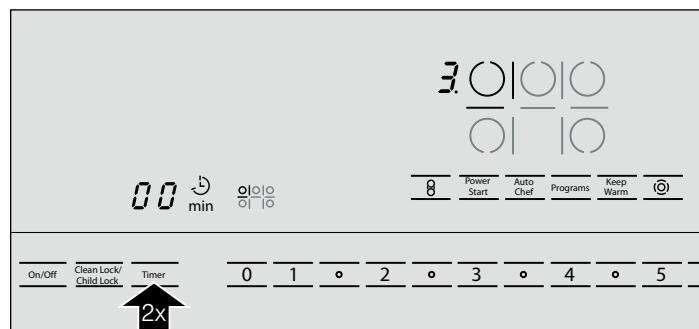 3.
Power Start
Auto Chef
Programs
Keep Warm
00 min
On/Off
Clean Lock/
Child Lock
Timer
0 1 2 3 4 5
2x